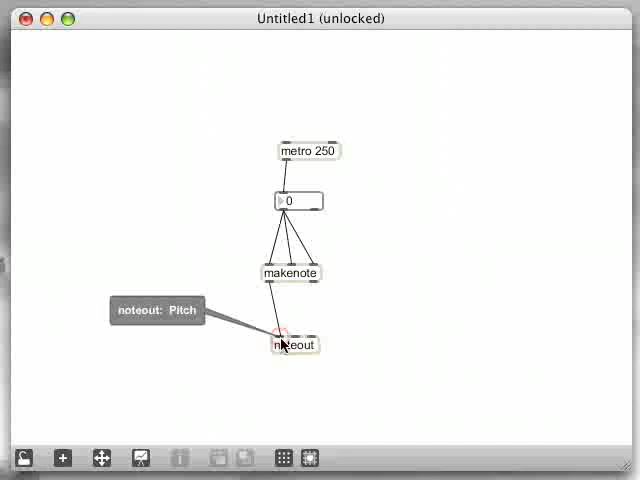 Untitled1 (unlocked)
metro 250
0
makenote
noteout: Pitch
noteout